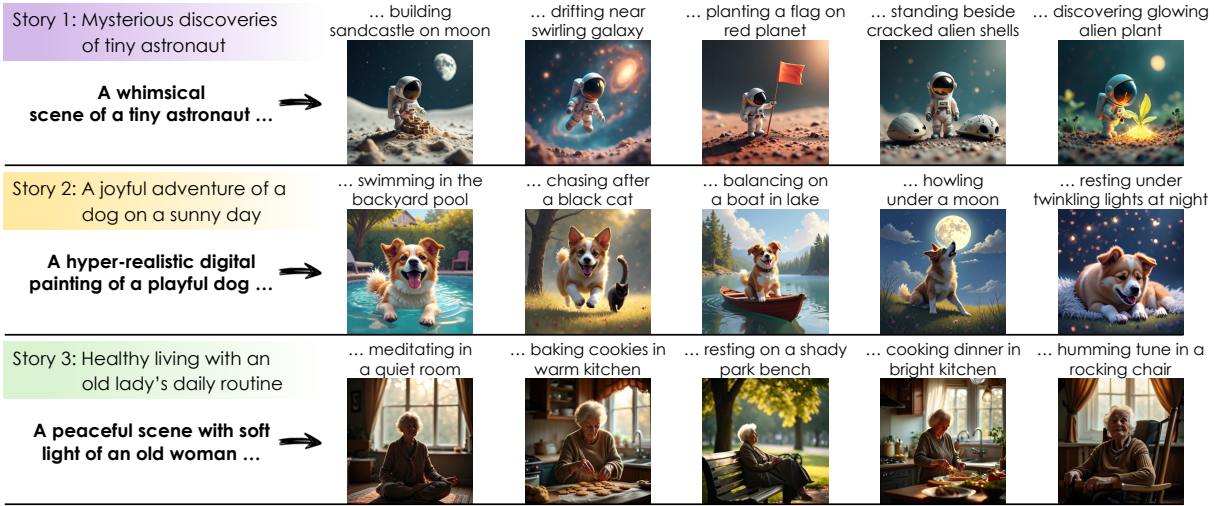 Story 1: Mysterious discoveries
of tiny astronaut
A whimsical
scene of a tiny astronaut …
… building
sandcastle on moon
… drifting near
swirling galaxy
… planting a flag on
red planet
… standing beside
cracked alien shells
… discovering glowing
alien plant
Story 2: A joyful adventure of a
dog on a sunny day
A hyper-realistic digital
painting of a playful dog …
… swimming in the
backyard pool
… chasing after
a black cat
… balancing on
a boat in lake
… howling
under a moon
… resting under
twinkling lights at night
Story 3: Healthy living with an
old lady’s daily routine
A peaceful scene with soft
light of an old woman …
… meditating in
a quiet room
… baking cookies in
warm kitchen
… resting on a shady
park bench
… cooking dinner in
bright kitchen
… humming tune in a
rocking chair